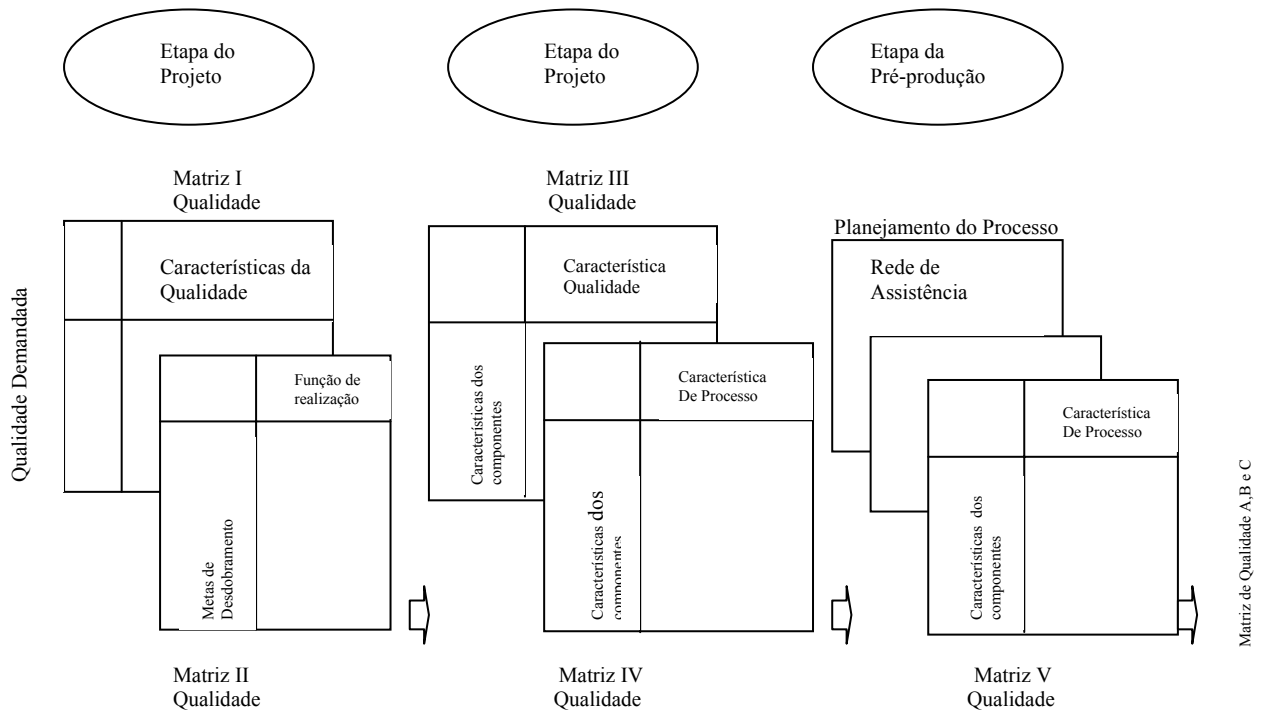 Etapa do
Projeto
Etapa do
Projeto
Etapa da
Pré-produção
Matriz I
Qualidade
Matriz III
Qualidade
Planejamento do Processo
Qualidade Demandada
Características da
Qualidade
Característica
Qualidade
Rede de
Assistência
Função de
realização
Metas de
Desdobramento
Características dos
componentes
Característica
De Processo
Características dos
componentes
Característica
De Processo
Características dos
componentes
Matriz de Qualidade A,B e C
Matriz II
Qualidade
Matriz IV
Qualidade
Matriz V
Qualidade